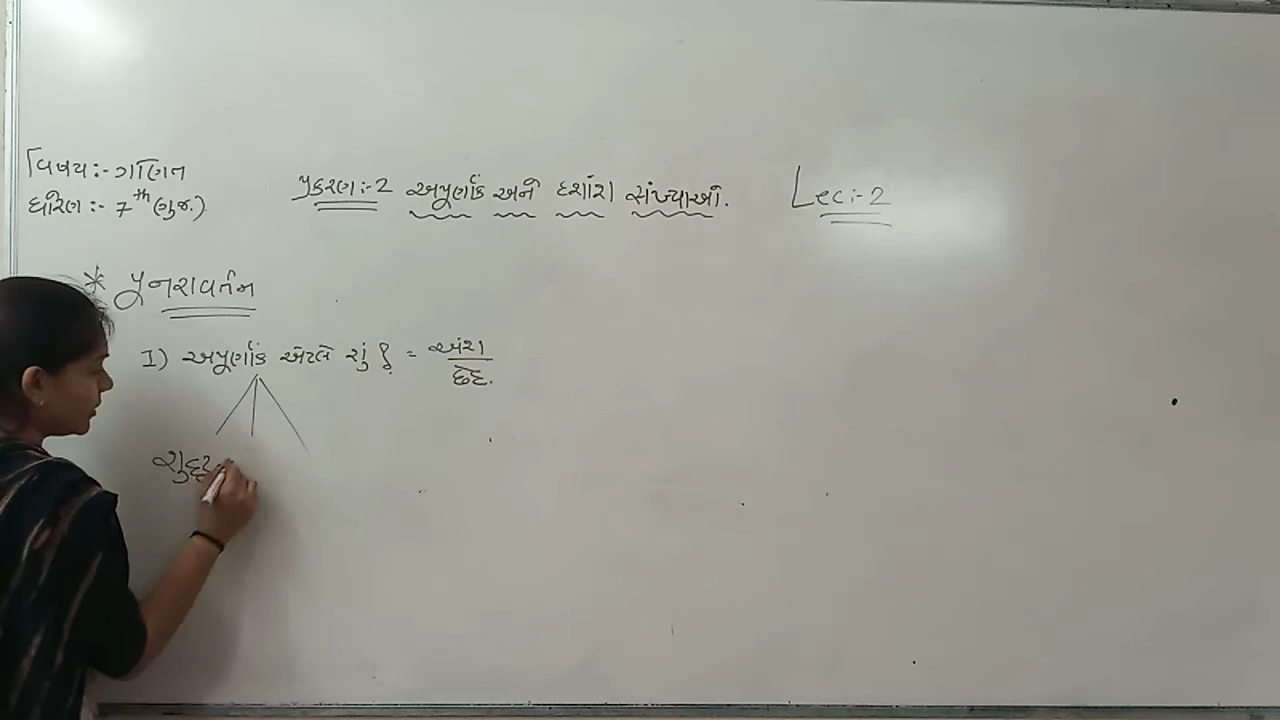 વિષય:- ગણિત
ધોરણ:- 7th (ગુજ.)
પ્રકરણ:-2 અપૂર્ણાંક અને દશાંશ સંખ્યાઓ.
Lec:-2
* પુનરાવર્તન
1) અપૂર્ણાંક એટલે શું ? = અંશ
છેદ.
શુદ્ધ